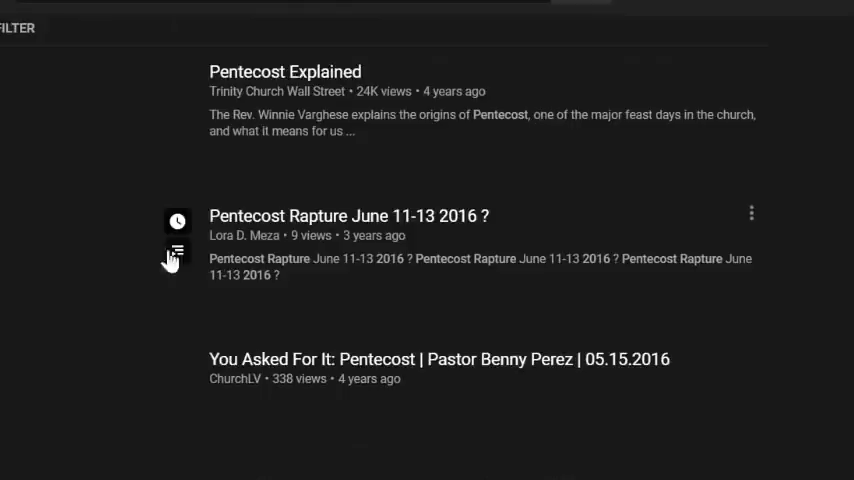 FILTER
Pentecost Explained
Trinity Church Wall Street • 24K views • 4 years ago
The Rev. Winnie Varghese explains the origins of Pentecost, one of the major feast days in the church,
and what it means for us ...
Pentecost Rapture June 11-13 2016 ?
Lora D. Meza • 9 views • 3 years ago
Pentecost Rapture June 11-13 2016 ? Pentecost Rapture June 11-13 2016 ? Pentecost Rapture June
11-13 2016 ?
You Asked For It: Pentecost | Pastor Benny Perez | 05.15.2016
ChurchLV • 338 views • 4 years ago